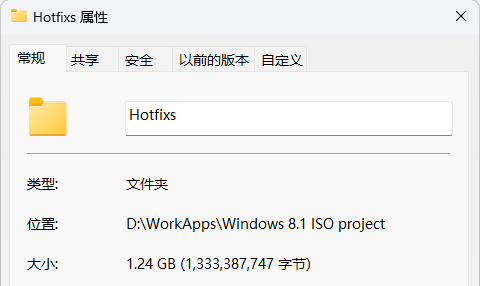 Hotfixs 属性
常规 共享 安全 以前的版本 自定义
Hotfixs
类型: 文件夹
位置: D:\WorkApps\Windows 8.1 ISO project
大小: 1.24 GB (1,333,387,747 字节)